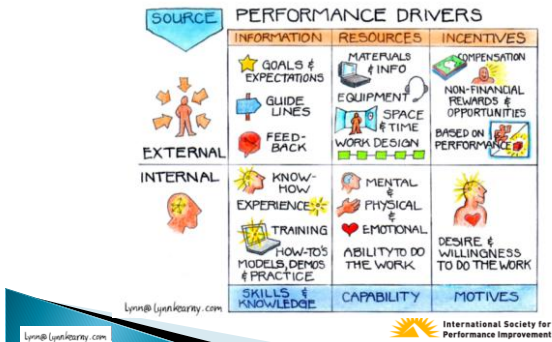 SOURCE
PERFORMANCE DRIVERS
INFORMATION
RESOURCES
INCENTIVES
EXTERNAL
GOALS &
EXPECTATIONS
GUIDE
LINES
FEED-
BACK
MATERIALS
& INFO
EQUIPMENT
SPACE
& TIME
WORK DESIGN
COMPENSATION
NON-FINANCIAL
REWARDS &
OPPORTUNITIES
BASED ON
PERFORMANCE
INTERNAL
KNOW-
HOW
EXPERIENCE
TRAINING
HOW-TO'S
MODELS, DEMOS
& PRACTICE
MENTAL
&
PHYSICAL
&
EMOTIONAL
ABILITY TO DO
THE WORK
DESIRE &
WILLINGNESS
TO DO THE WORK
SKILLS &
KNOWLEDGE
CAPABILITY
MOTIVES
Lynn@lynnkearny.com
Lynn@lynnkearny.com
International Society for
Performance Improvement